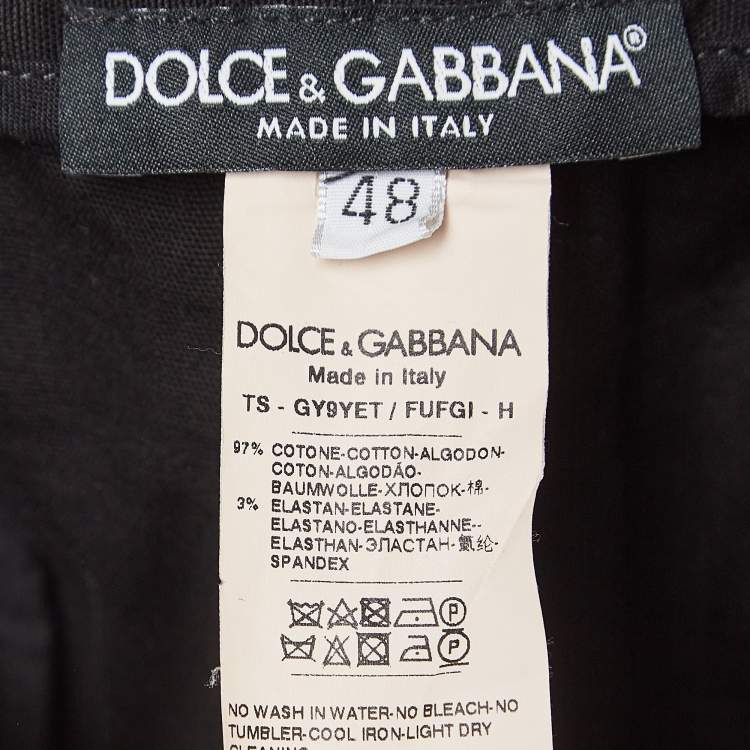 DOLCE & GABBANA®
MADE IN ITALY
48
DOLCE & GABBANA
Made in Italy
TS - GY9YET / FUFGI - H
97% COTONE-COTTON-ALGODON-
COTON-ALGODÃO-
BAUMWOLLE-ХЛОПОК-棉-
3% ELASTAN-ELASTANE-
ELASTANO-ELASTHANNE--
ELASTHAN-ЭЛАСТАН-氨纶-
SPANDEX
P
P
NO WASH IN WATER-NO BLEACH-NO
TUMBLER-COOL IRON-LIGHT DRY
CLEANING